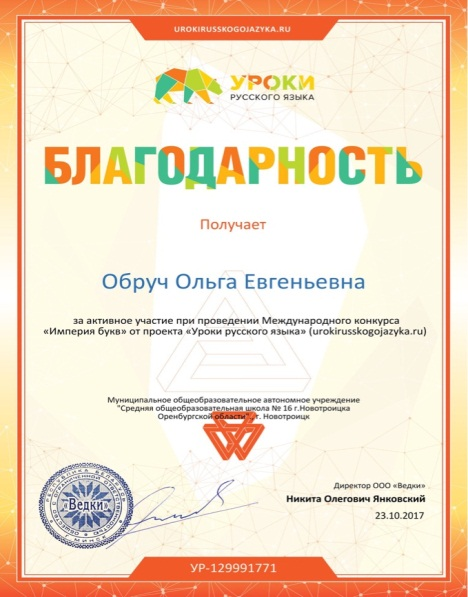 UROKIRUSSKOGOJAZYKA.RU
УРОКИ
РУССКОГО ЯЗЫКА
БЛАГОДАРНОСТЬ
Получает
Обруч Ольга Евгеньевна
за активное участие при проведении Международного конкурса
«Империя букв» от проекта «Уроки русского языка» (urokirusskogojazyka.ru)
Муниципальное общеобразовательное автономное учреждение
"Средняя общеобразовательная школа № 16 г.Новотроицка
Оренбургской области", г. Новотроицк
Директор ООО «Ведки»
Никита Олегович Янковский
23.10.2017
«Ведки»
УР-129991771